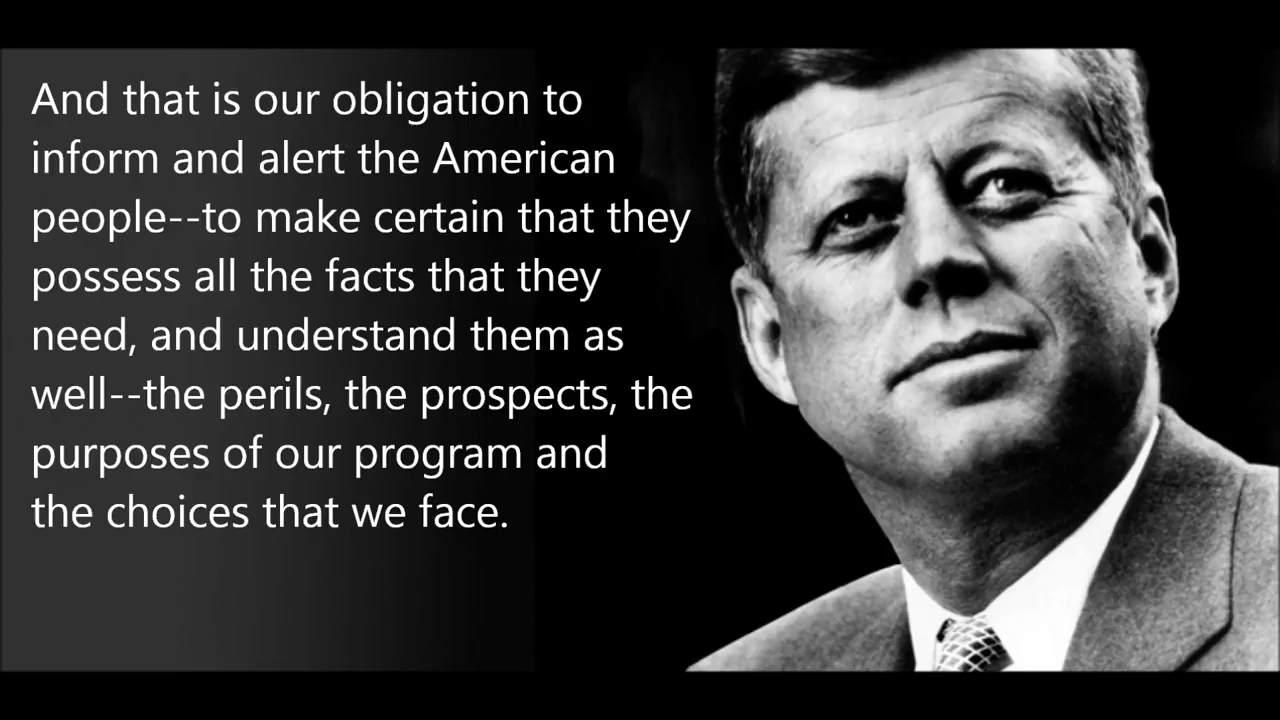 And that is our obligation to
inform and alert the American
people--to make certain that they
possess all the facts that they
need, and understand them as
well--the perils, the prospects, the
purposes of our program and
the choices that we face.